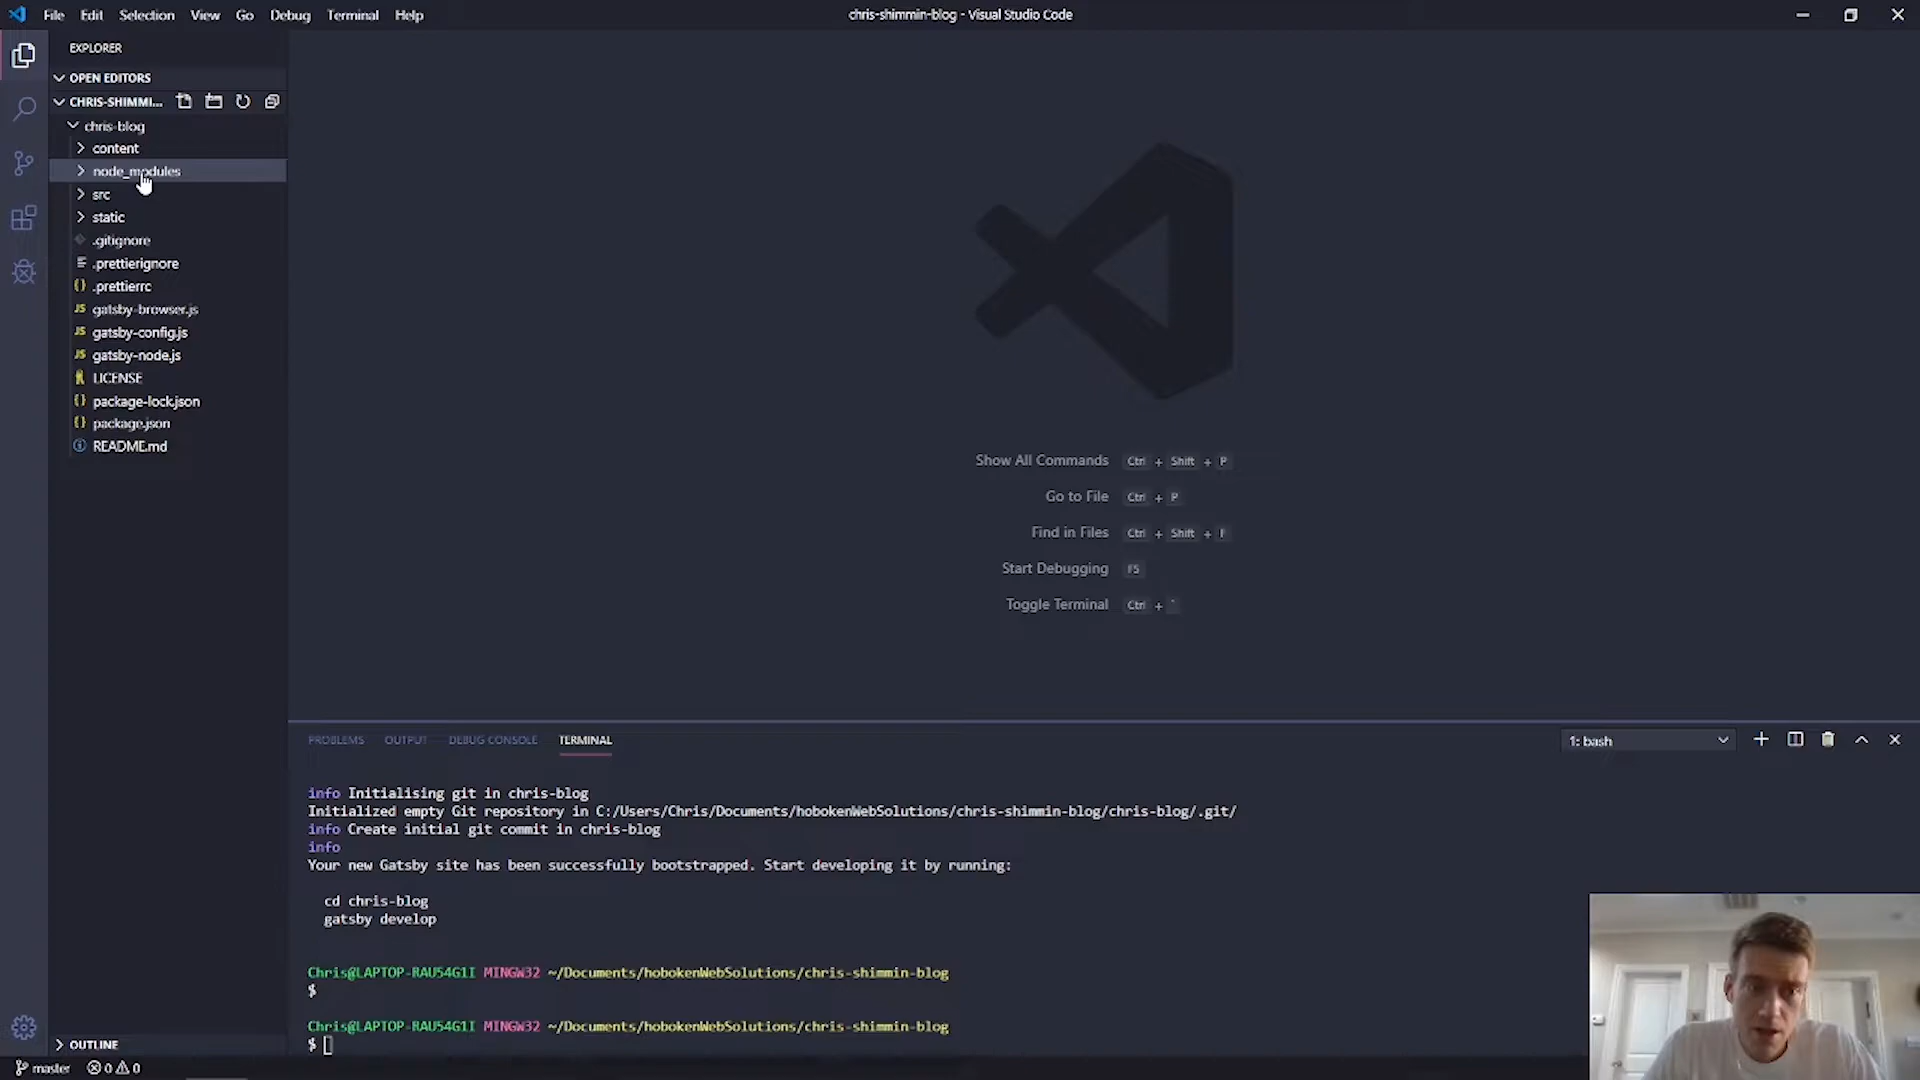 File Edit Selection View Go Debug Terminal Help
chris-shimmin-blog - Visual Studio Code
EXPLORER
OPEN EDITORS
CHRIS-SHIMMI...
chris-blog
content
node_modules
src
static
.gitignore
.prettierignore
.prettierrc
JS gatsby-browser.js
JS gatsby-config.js
JS gatsby-node.js
LICENSE
{} package-lock.json
{} package.json
README.md
Show All Commands Ctrl + Shift + P
Go to File Ctrl + P
Find in Files Ctrl + Shift + F
Start Debugging F5
Toggle Terminal Ctrl + `
PROBLEMS OUTPUT DEBUG CONSOLE TERMINAL
1: bash
info Initialising git in chris-blog
Initialized empty Git repository in C:/Users/Chris/Documents/hobokenWebSolutions/chris-shimmin-blog/chris-blog/.git/
info Create initial git commit in chris-blog
info
Your new Gatsby site has been successfully bootstrapped. Start developing it by running:
cd chris-blog
gatsby develop
Chris@LAPTOP-RAU54G1I MINGW32 ~/Documents/hobokenWebSolutions/chris-shimmin-blog
$
Chris@LAPTOP-RAU54G1I MINGW32 ~/Documents/hobokenWebSolutions/chris-shimmin-blog
$
OUTLINE
master 0 0